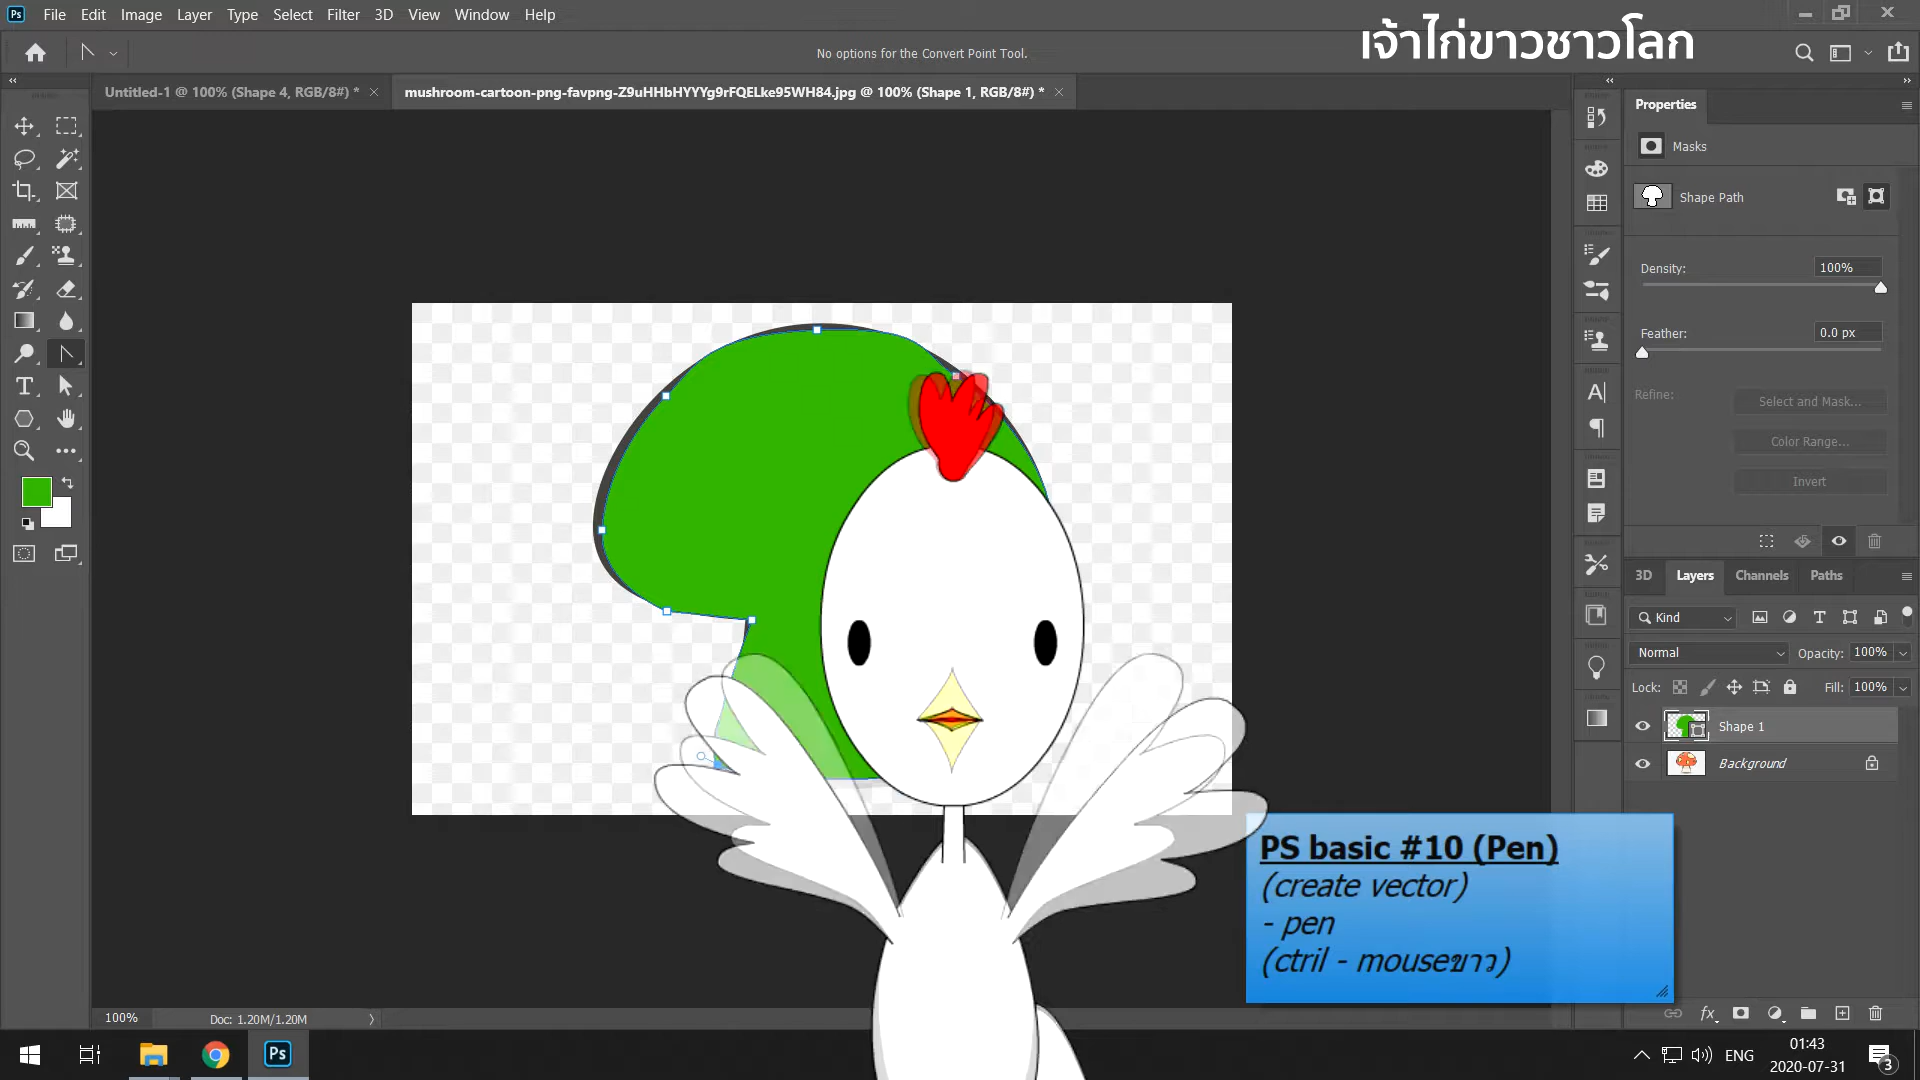 File Edit Image Layer Type Select Filter 3D View Window Help
เจ้าไก่ขาวชาวโลก
No options for the Convert Point Tool.
Untitled-1 @ 100% (Shape 4, RGB/8#) *
mushroom-cartoon-png-favpng-Z9uHHbHYYYg9rFQELke95WH84.jpg @ 100% (Shape 1, RGB/8#) *
Properties
Masks
Shape Path
Density: 100%
Feather: 0.0 px
Refine: Select and Mask...
Color Range...
Invert
3D Layers Channels Paths
Kind
Normal Opacity: 100%
Lock: Fill: 100%
Shape 1
Background
PS basic #10 (Pen)
(create vector)
- pen
(ctril - mouseขาว)
100% Doc: 1.20M/1.20M
Ps
ENG
01:43
2020-07-31
3